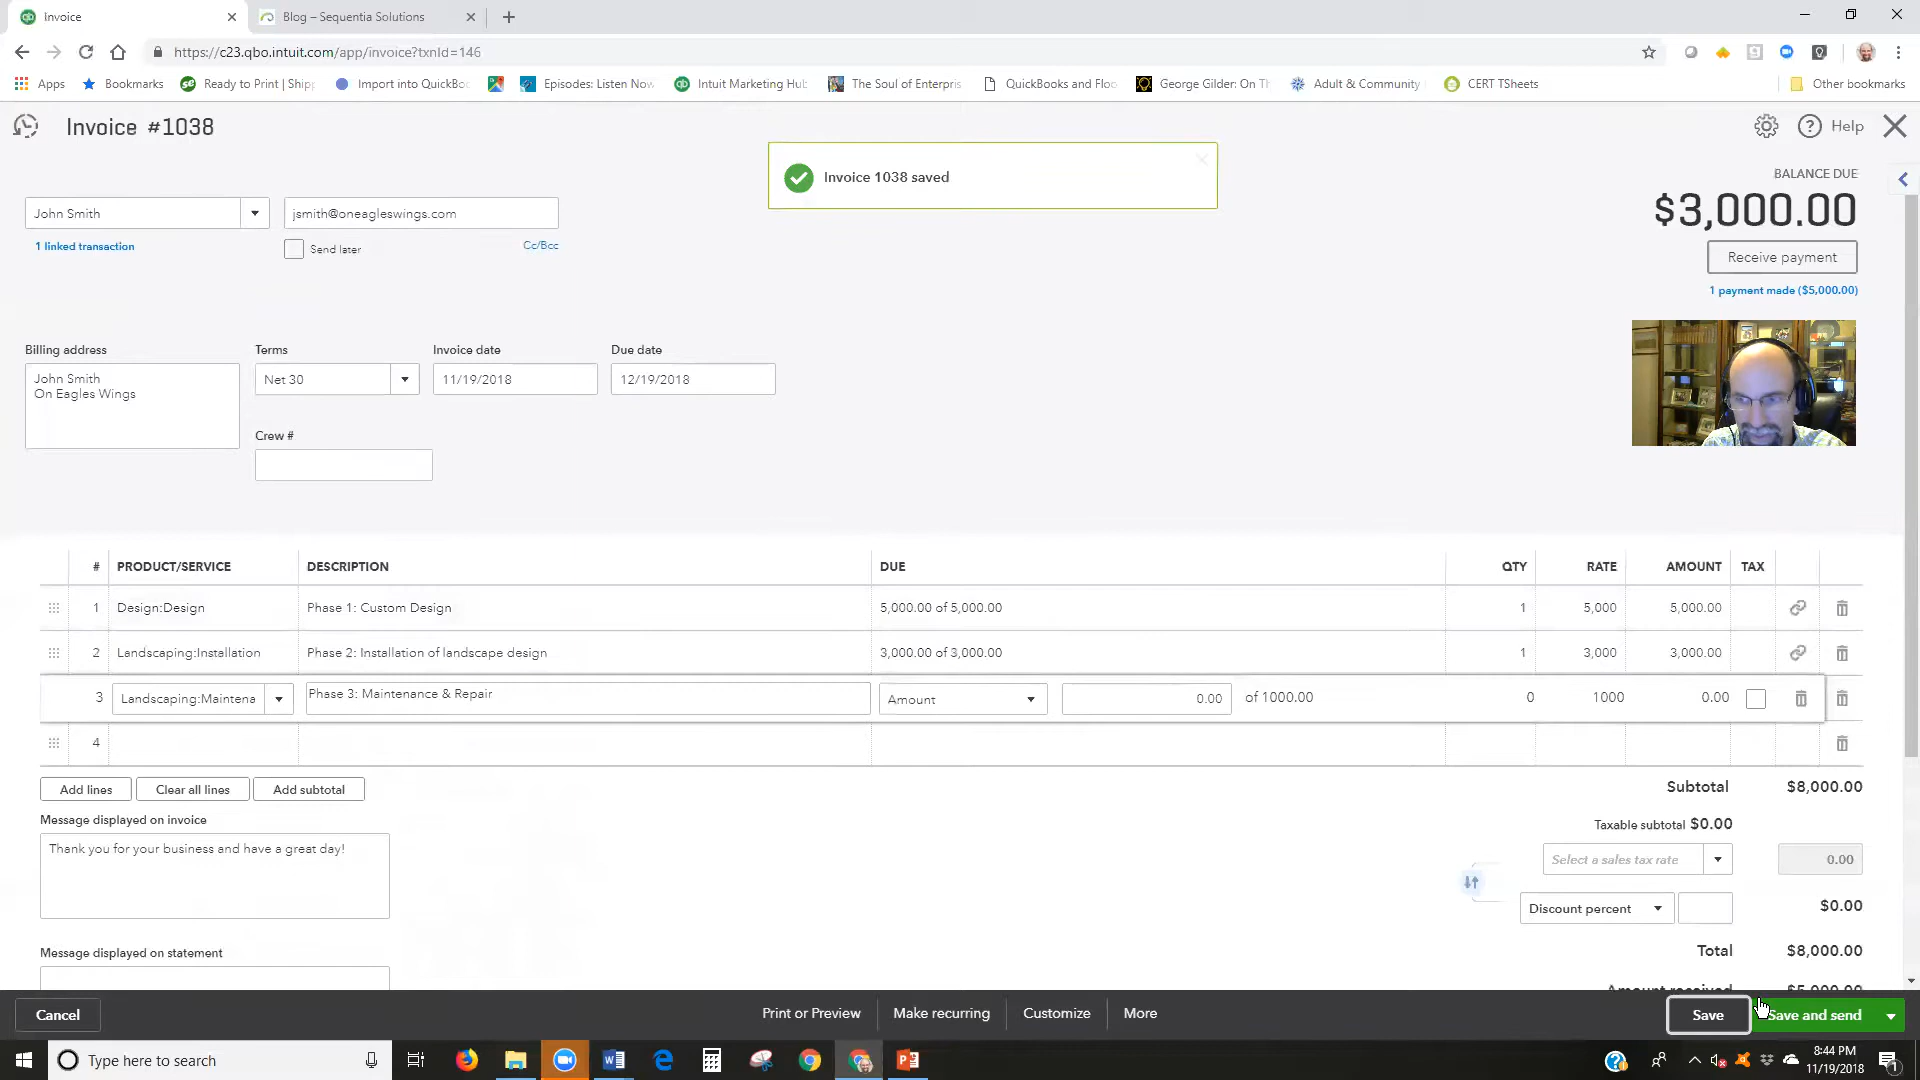 Invoice
Blog – Sequentia Solutions
https://c23.qbo.intuit.com/app/invoice?txnId=146
Apps
Bookmarks
Ready to Print | Ship
Import into QuickBo
Episodes: Listen Now
Intuit Marketing Hub
The Soul of Enterpris
QuickBooks and Floo
George Gilder: On Th
Adult & Community
CERT TSheets
Other bookmarks
Invoice #1038
Help
Invoice 1038 saved
BALANCE DUE
$3,000.00
John Smith
jsmith@oneagleswings.com
1 linked transaction
Send later
Cc/Bcc
Receive payment
1 payment made ($5,000.00)
Billing address
Terms
Invoice date
Due date
John Smith
On Eagles Wings
Net 30
11/19/2018
12/19/2018
Crew #
# PRODUCT/SERVICE DESCRIPTION DUE QTY RATE AMOUNT TAX
1 Design:Design Phase 1: Custom Design 5,000.00 of 5,000.00 1 5,000 5,000.00
2 Landscaping:Installation Phase 2: Installation of landscape design 3,000.00 of 3,000.00 1 3,000 3,000.00
3 Landscaping:Maintena Phase 3: Maintenance & Repair Amount 0.00 of 1000.00 0 1000 0.00
4
Add lines
Clear all lines
Add subtotal
Subtotal $8,000.00
Message displayed on invoice
Taxable subtotal $0.00
Thank you for your business and have a great day!
Select a sales tax rate
0.00
Discount percent
$0.00
Message displayed on statement
Total $8,000.00
Amount received $5,000.00
Cancel
Print or Preview
Make recurring
Customize
More
Save
Save and send
Type here to search
8:44 PM
11/19/2018
1